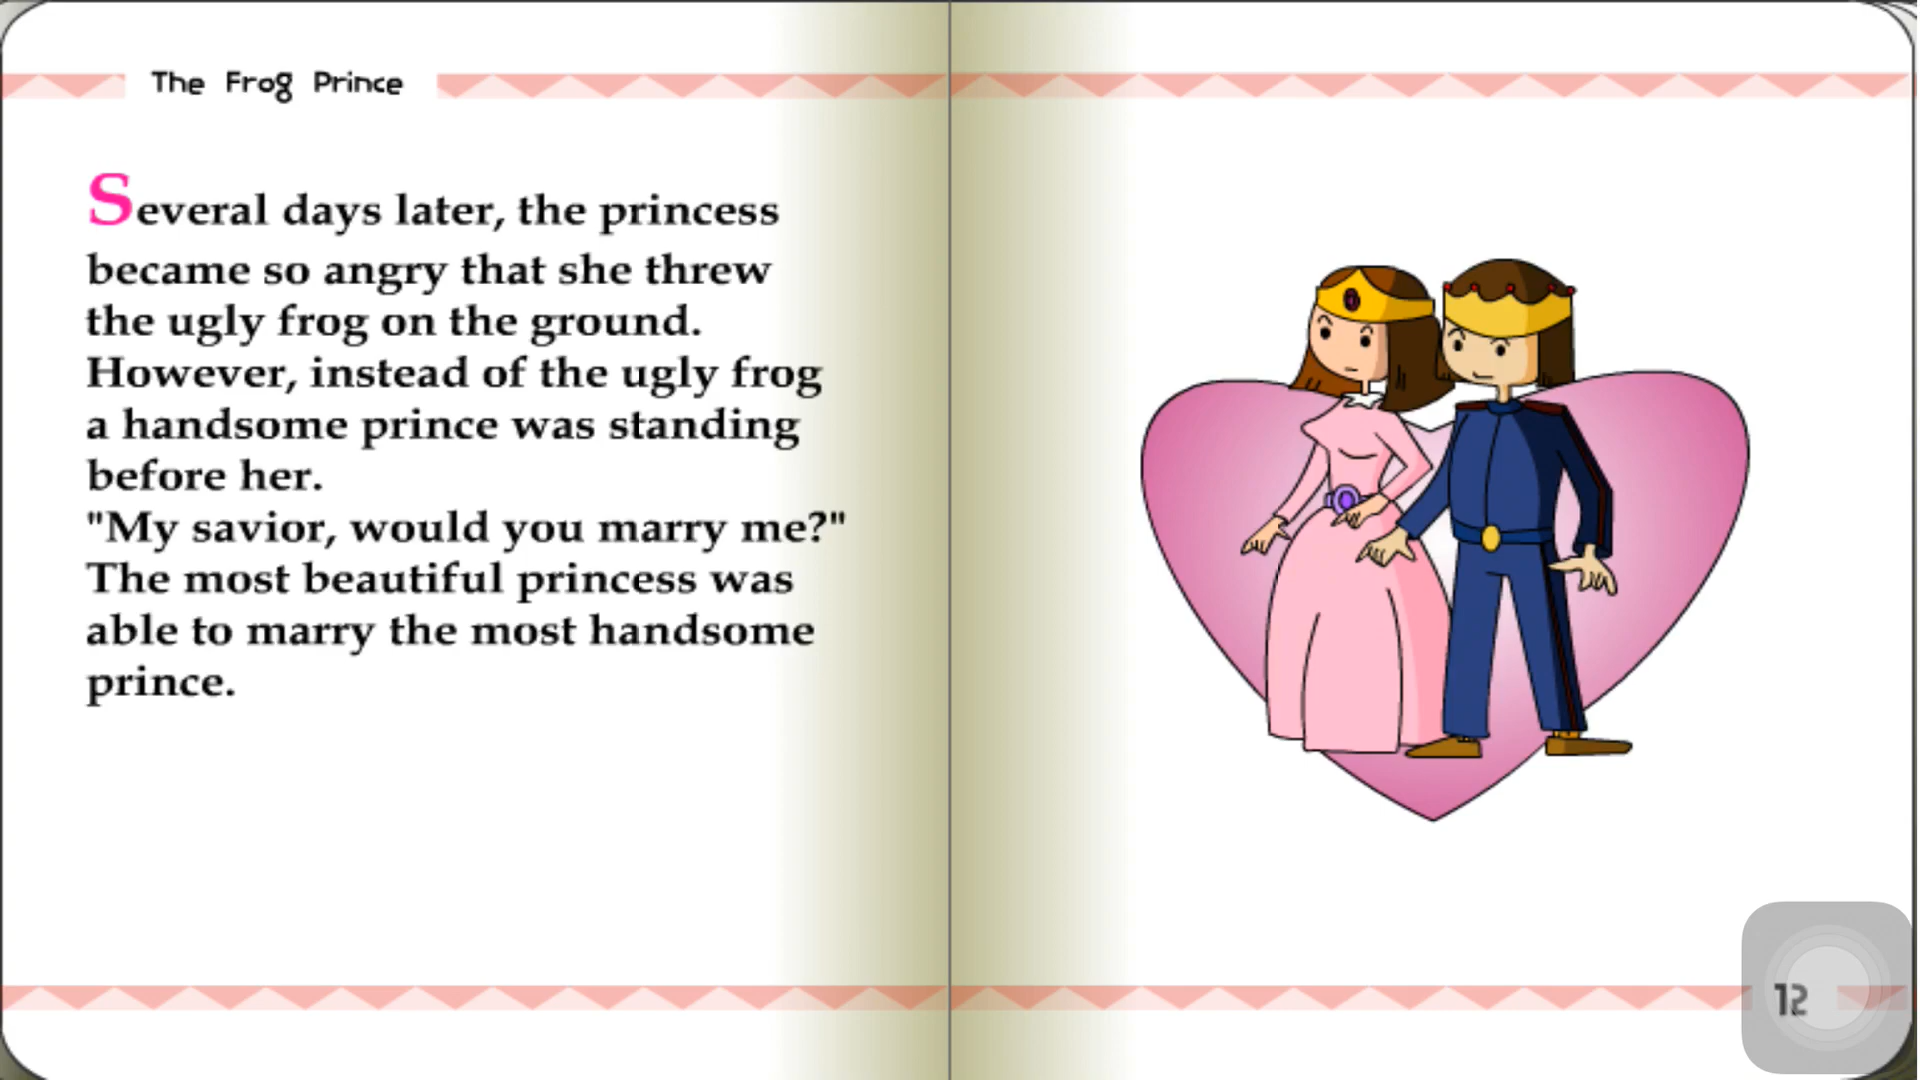 The Frog Prince
Several days later, the princess
became so angry that she threw
the ugly frog on the ground.
However, instead of the ugly frog
a handsome prince was standing
before her.
"My savior, would you marry me?"
The most beautiful princess was
able to marry the most handsome
prince.
12